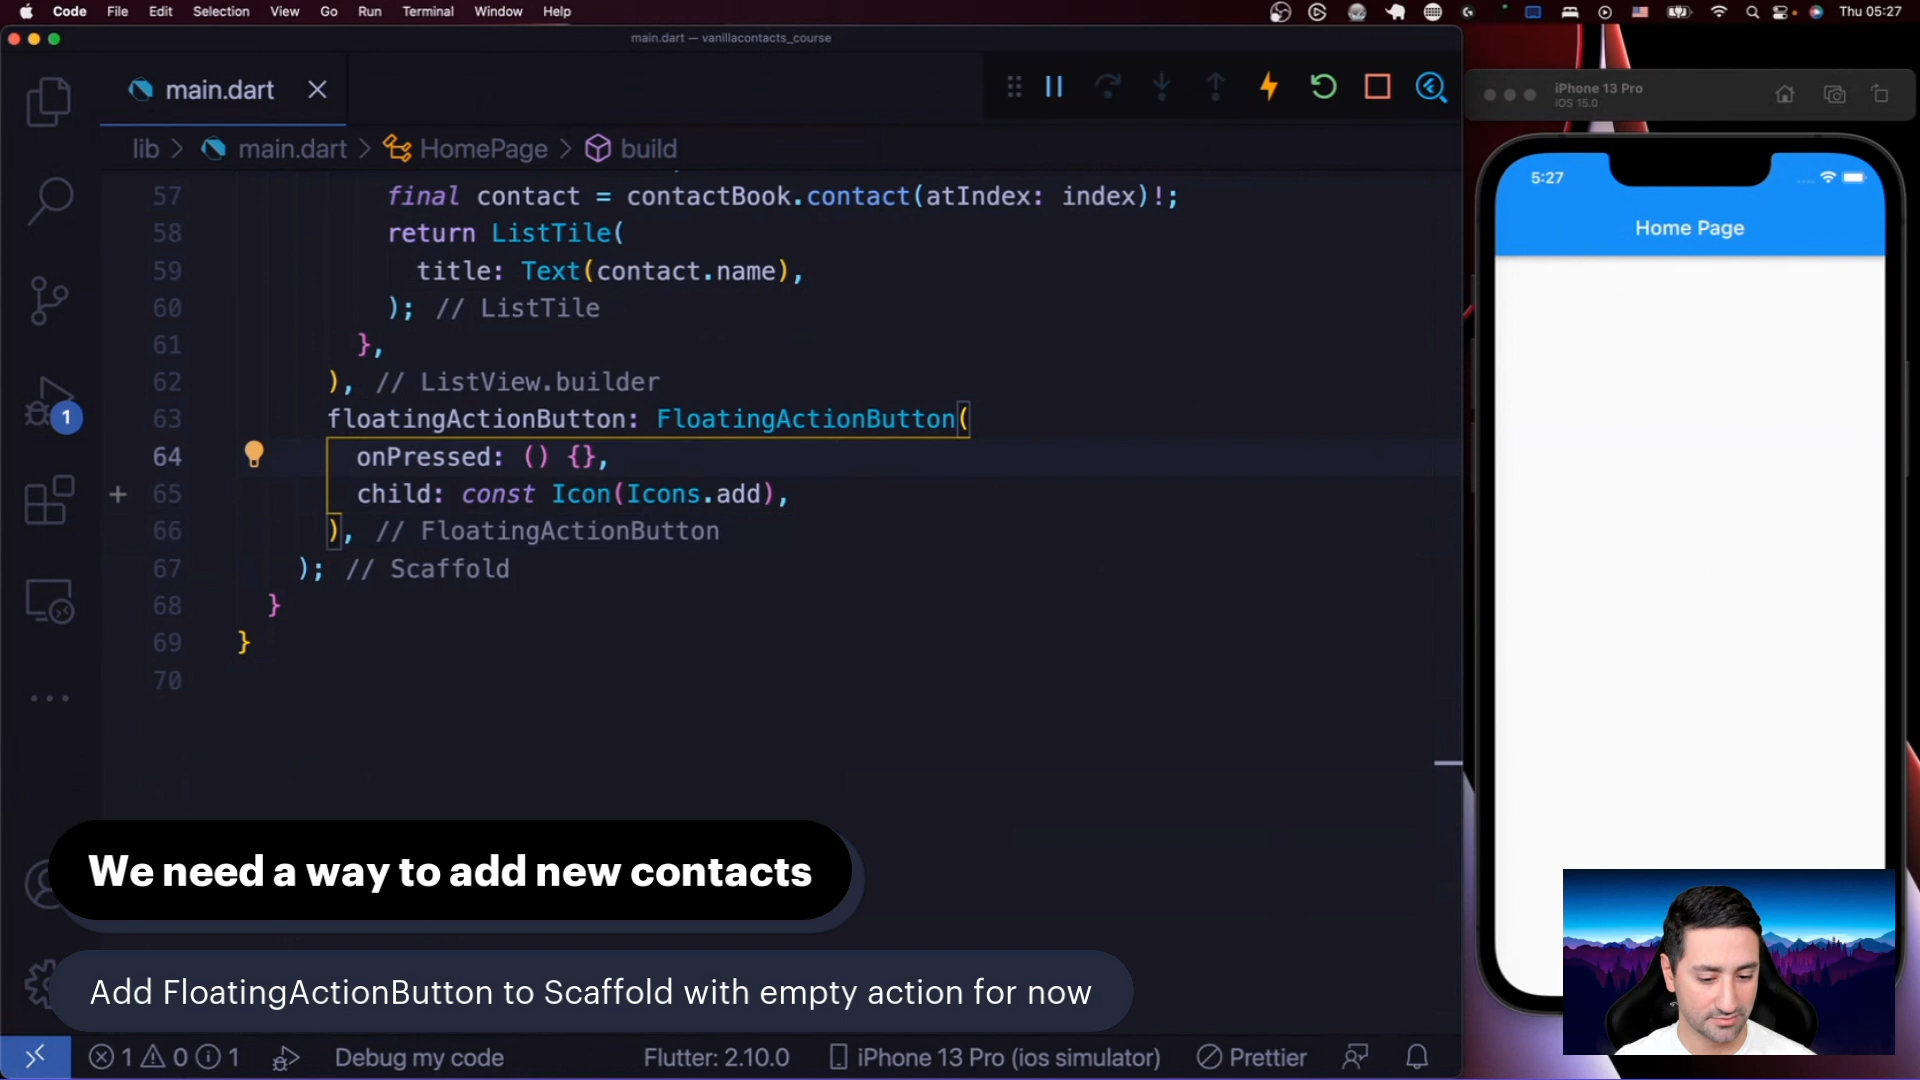 Code File Edit Selection View Go Run Terminal Window Help
Thu 05:27
main.dart — vanillacontacts_course
main.dart
lib > main.dart > HomePage > build
57 final contact = contactBook.contact(atIndex: index)!;
58 return ListTile(
59 title: Text(contact.name),
60 ); // ListTile
61 },
62 ), // ListView.builder
63 floatingActionButton: FloatingActionButton(
64 onPressed: () {},
65 child: const Icon(Icons.add),
66 ), // FloatingActionButton
67 ); // Scaffold
68 }
69 }
70
1
We need a way to add new contacts
Add FloatingActionButton to Scaffold with empty action for now
1 0 1 Debug my code Flutter: 2.10.0 iPhone 13 Pro (ios simulator) Prettier
iPhone 13 Pro
iOS 15.0
5:27
Home Page